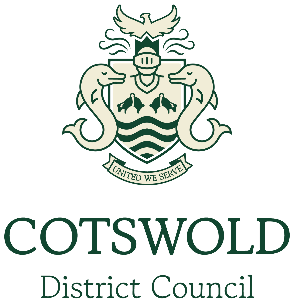 UNITED WE SERVE
COTSWOLD
District Council